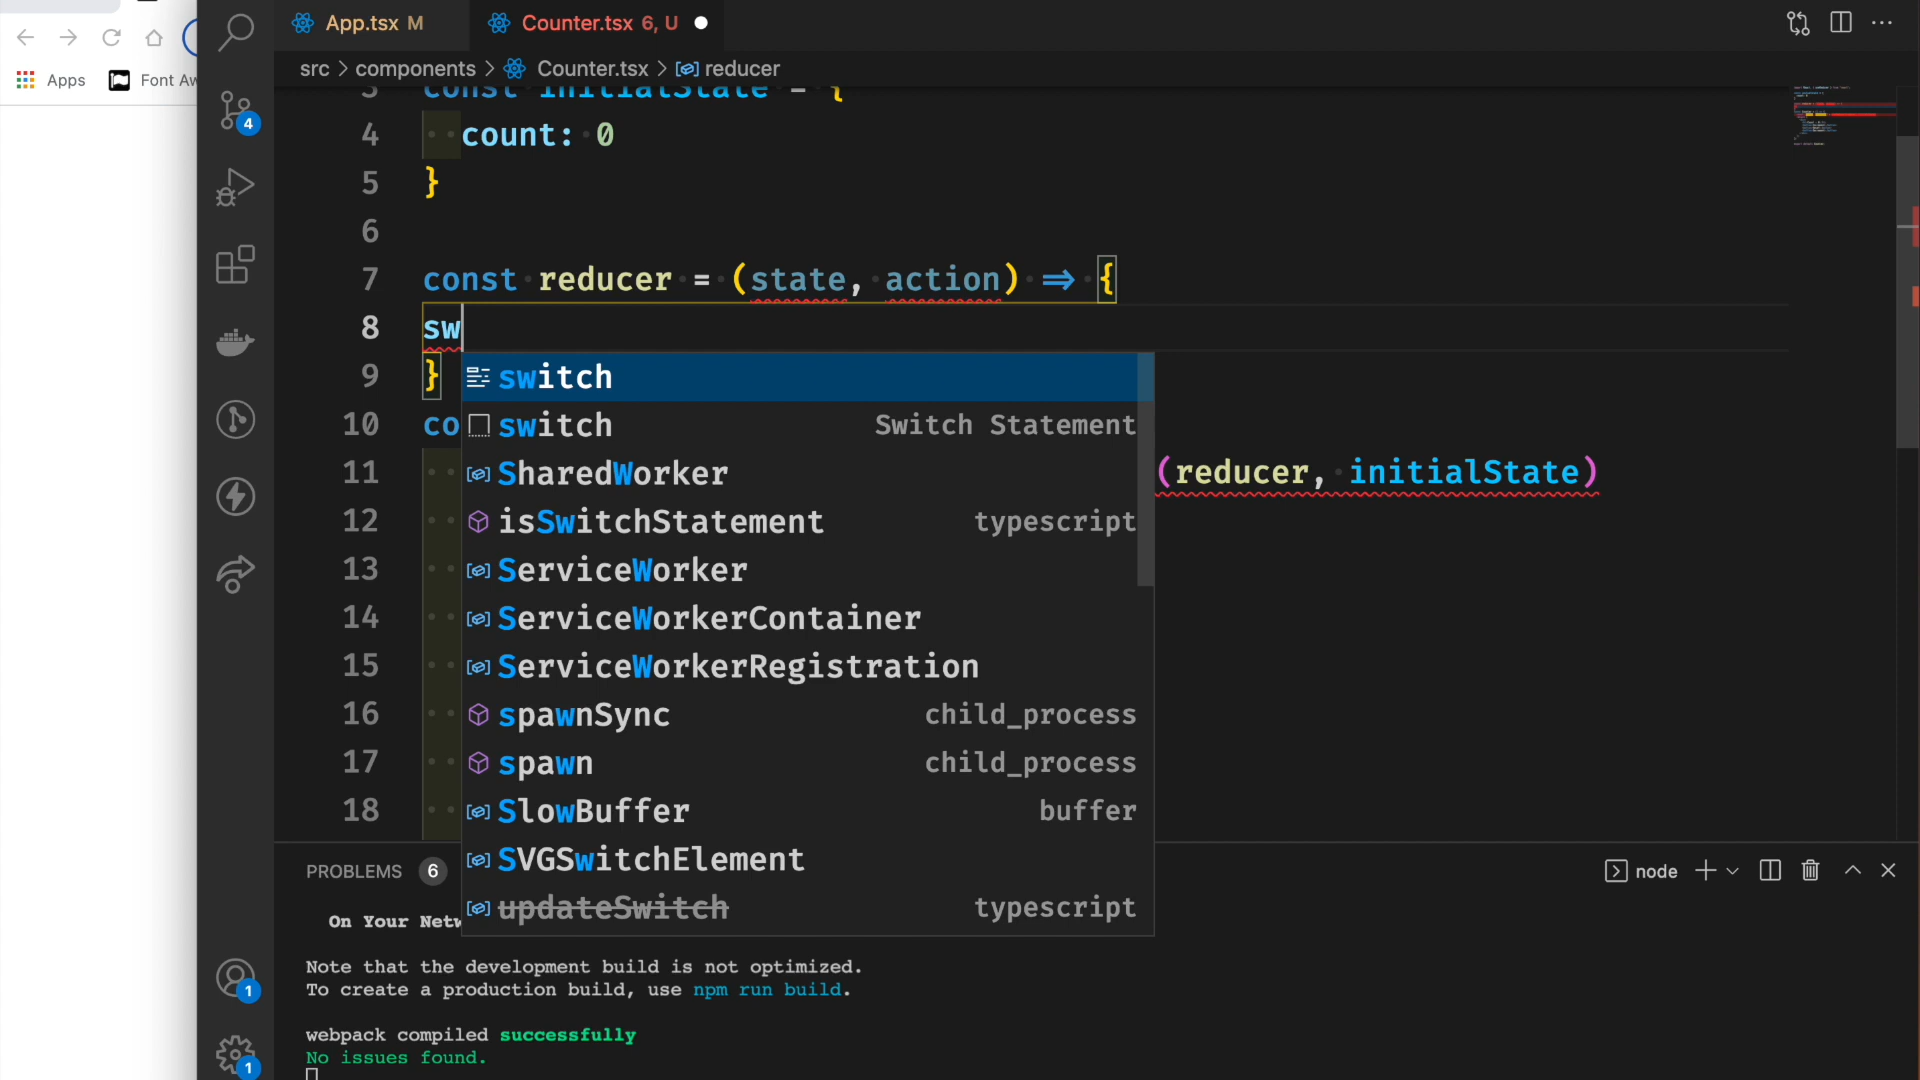 App.tsx M
Counter.tsx 6, U
Apps
Font Aw
src > components > Counter.tsx > reducer
3 const initialState = {
4 count: 0
5 }
6
7 const reducer = (state, action) => {
8 sw
9 }
10 co
11 (reducer, initialState)
12
13
14
15
16
17
18
switch
switch Switch Statement
SharedWorker
isSwitchStatement typescript
ServiceWorker
ServiceWorkerContainer
ServiceWorkerRegistration
spawnSync child_process
spawn child_process
SlowBuffer buffer
SVGSwitchElement
updateSwitch typescript
4
1
1
PROBLEMS 6
node
On Your Netw
Note that the development build is not optimized.
To create a production build, use npm run build.
webpack compiled successfully
No issues found.